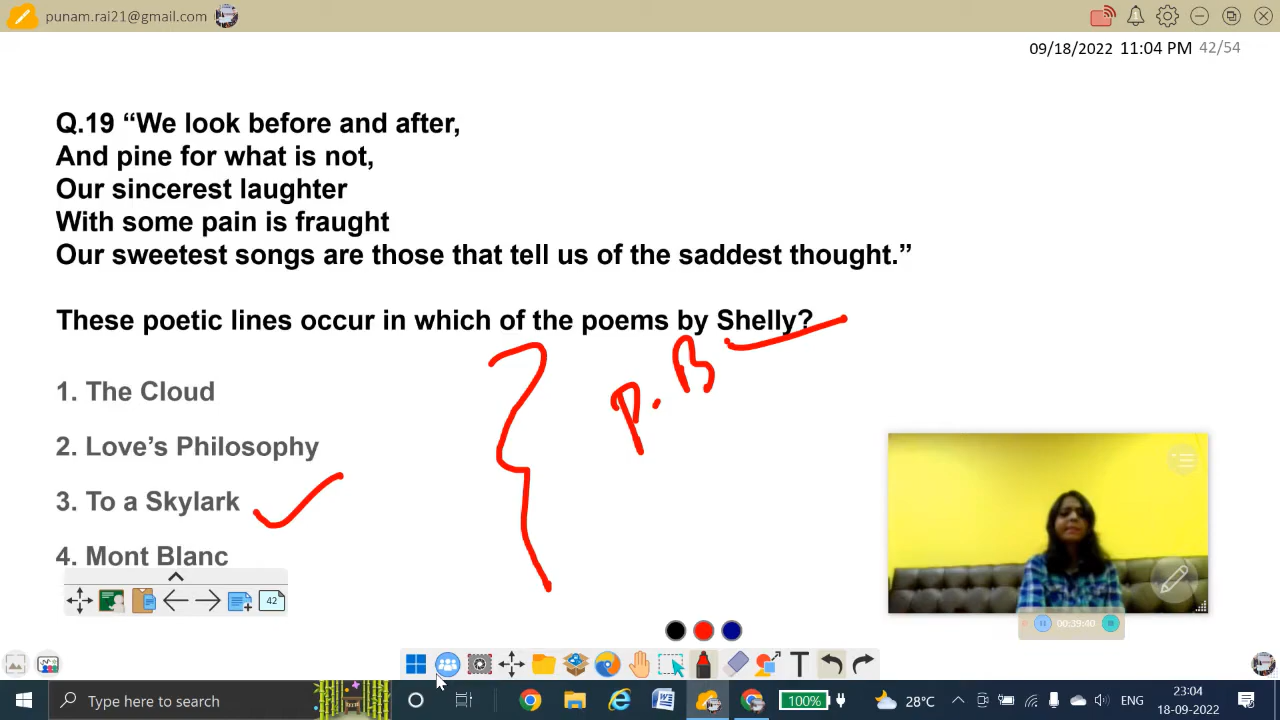 punam.rai21@gmail.com
09/18/2022 11:04 PM 42/54
Q.19 “We look before and after,
And pine for what is not,
Our sincerest laughter
With some pain is fraught
Our sweetest songs are those that tell us of the saddest thought.”
These poetic lines occur in which of the poems by Shelly?
P. B
1. The Cloud
2. Love’s Philosophy
3. To a Skylark
4. Mont Blanc
42
00:39:40
T
Type here to search
100%
28°C
ENG
23:04
18-09-2022